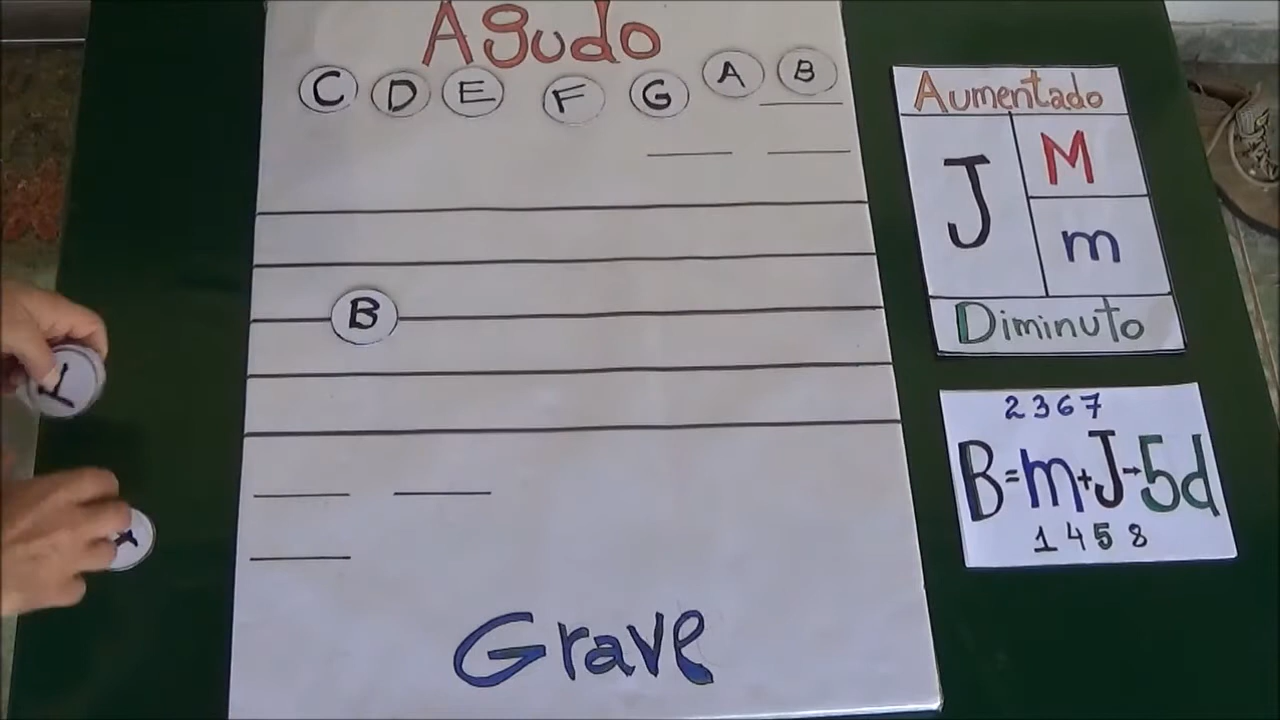 Agudo
C D E F G A B
B
Grave
Aumentado
J M
m
Diminuto
2 3 6 7
B=m+J→5d
1 4 5 8